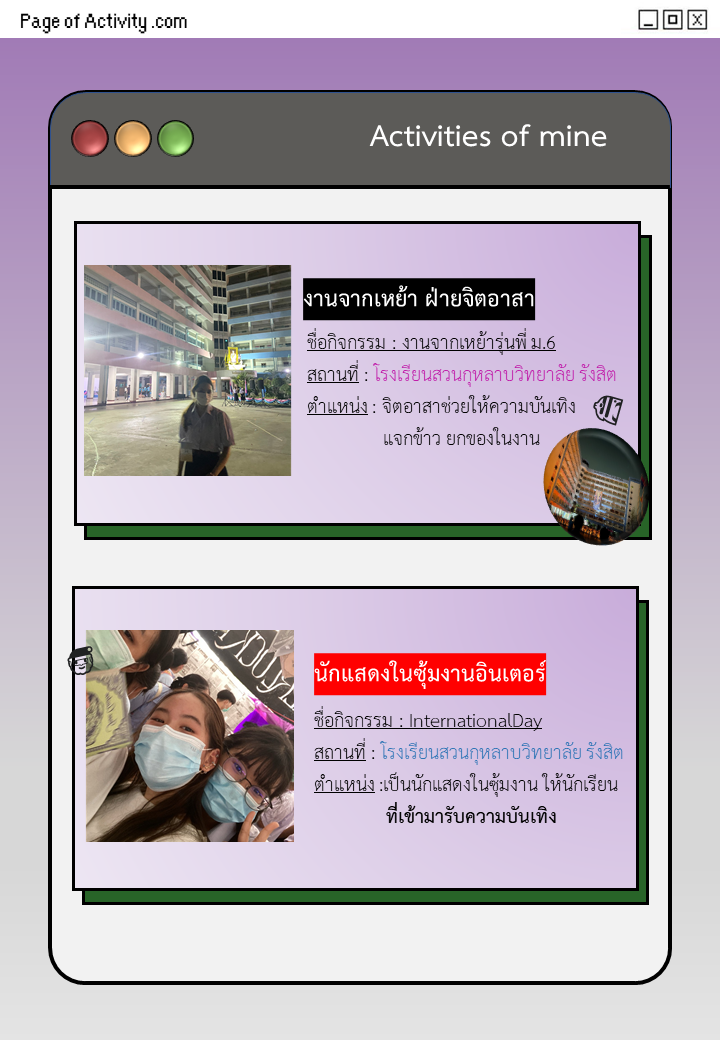 Page of Activity .com
Activities of mine
งานจากเหย้า ฝ่ายจิตอาสา
ชื่อกิจกรรม : งานจากเหย้ารุ่นพี่ ม.6
สถานที่ : โรงเรียนสวนกุหลาบวิทยาลัย รังสิต
ตำแหน่ง : จิตอาสาช่วยให้ความบันเทิง
แจกข้าว ยกของในงาน
นักแสดงในซุ้มงานอินเตอร์
ชื่อกิจกรรม : InternationalDay
สถานที่ : โรงเรียนสวนกุหลาบวิทยาลัย รังสิต
ตำแหน่ง :เป็นนักแสดงในซุ้มงาน ให้นักเรียน
ที่เข้ามารับความบันเทิง